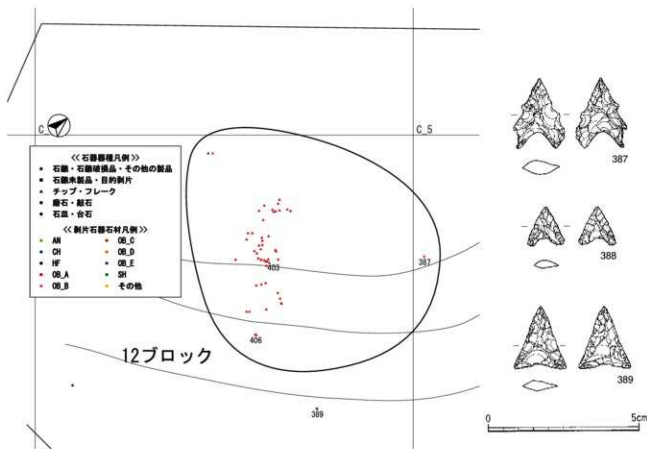 C_
C_5
≪石器器種凡例≫
石鏃・石鏃破損品・その他の製品
石鏃未製品・目的剥片
チップ・フレーク
磨石・敲石
石皿・台石
≪剥片石器石材凡例≫
AN OB_C
CH OB_D
HF OB_E
OB_A SH
OB_B その他
403
387
406
12ブロック
389
387
388
389
0 5cm